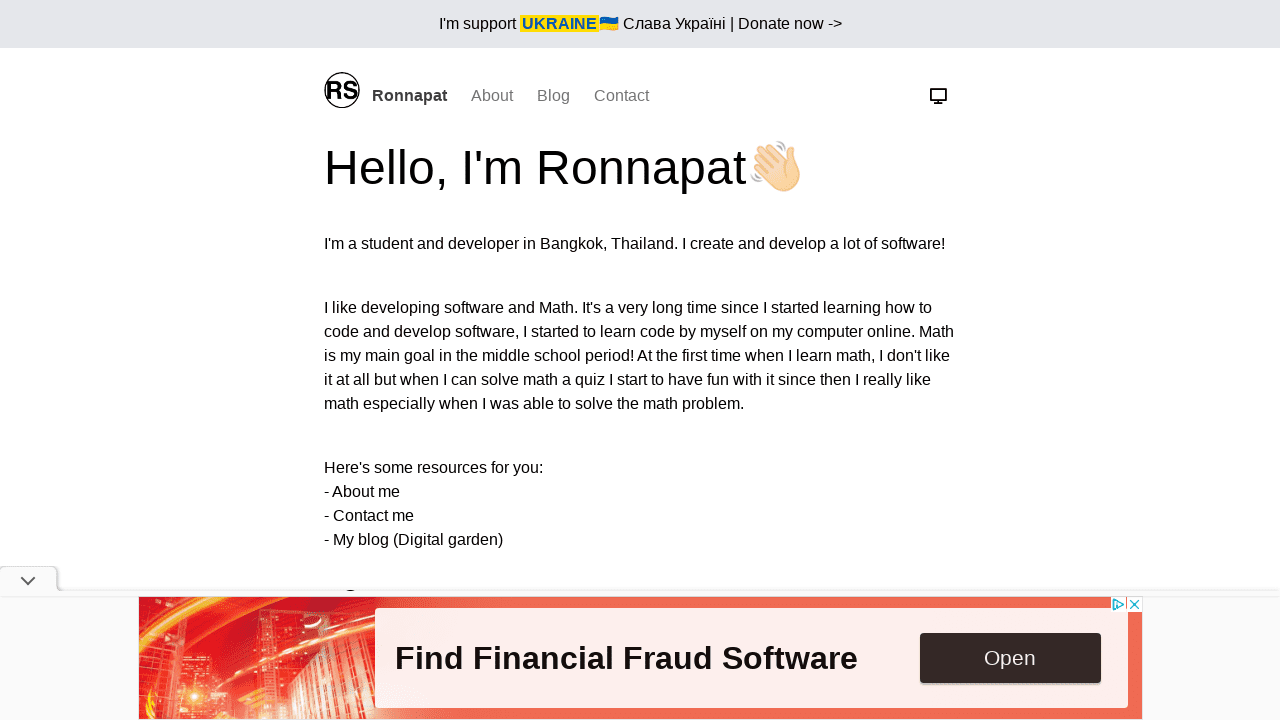 I'm support UKRAINE🇺🇦 Слава Україні | Donate now ->
RS Ronnapat About Blog Contact
Hello, I'm Ronnapat👋🏻
I'm a student and developer in Bangkok, Thailand. I create and develop a lot of software!
I like developing software and Math. It's a very long time since I started learning how to
code and develop software, I started to learn code by myself on my computer online. Math
is my main goal in the middle school period! At the first time when I learn math, I don't like
it at all but when I can solve math a quiz I start to have fun with it since then I really like
math especially when I was able to solve the math problem.
Here's some resources for you:
- About me
- Contact me
- My blog (Digital garden)
Find Financial Fraud Software
Open